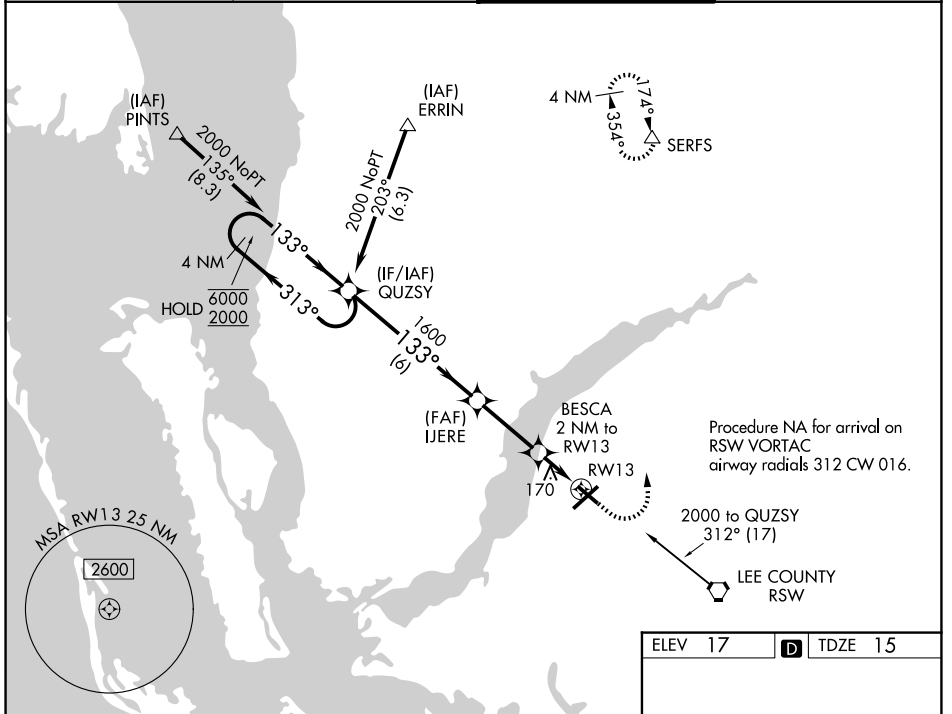 (IAF)
PINTS
2000 NoPT
135°
(8.3)
(IAF)
ERRIN
2000 NoPT
203°
(6.3)
4 NM
174°
354°
SERFS
133°
4 NM
313°
HOLD
6000
2000
(IF/IAF)
QUZSY
1600
133°
(6)
(FAF)
IJERE
BESCA
2 NM to
RW13
170
RW13
Procedure NA for arrival on
RSW VORTAC
airway radials 312 CW 016.
2000 to QUZSY
312° (17)
LEE COUNTY
RSW
MSA RW13 25 NM
2600
ELEV 17 D TDZE 15